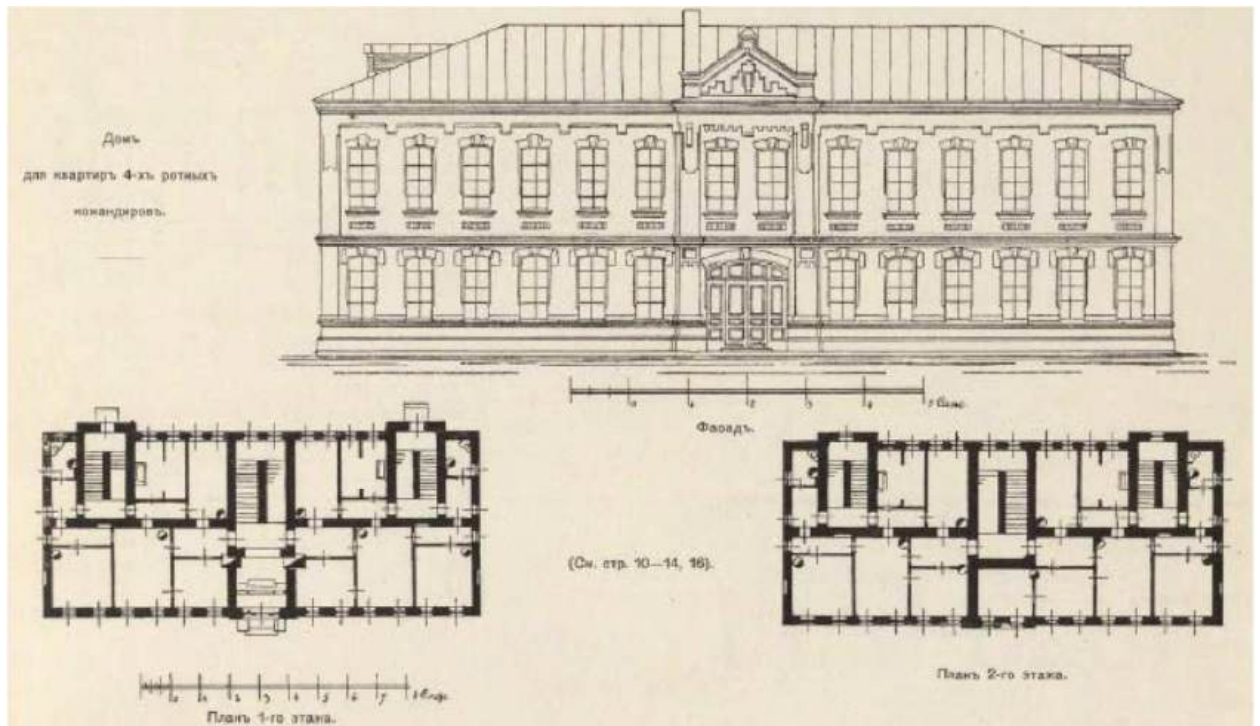 Домъ
для квартиръ 4-хъ ротныхъ
командировъ.
Фасадъ.
(См. стр. 10—14, 16).
Планъ 2-го этажа.
Планъ 1-го этажа.